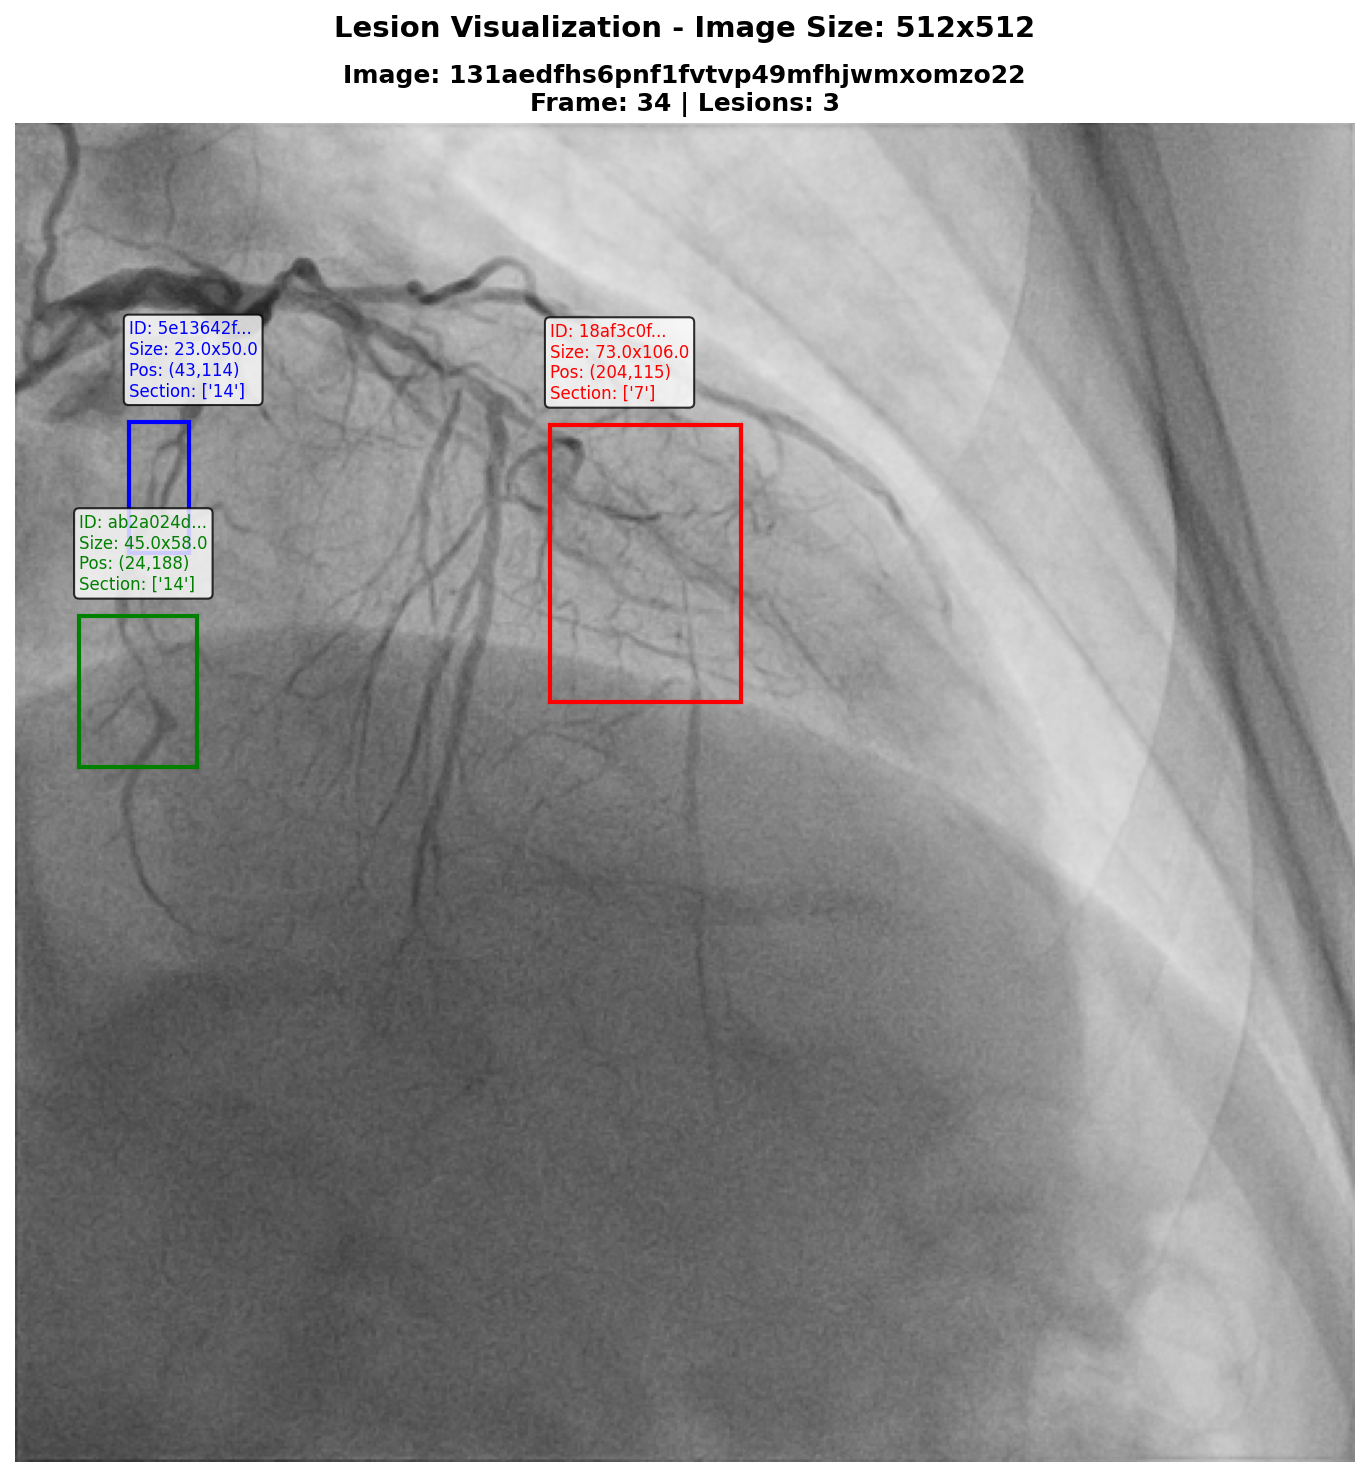 Lesion Visualization - Image Size: 512x512
Image: 131aedfhs6pnf1fvtvp49mfhjwmxomzo22
Frame: 34 | Lesions: 3
ID: 5e13642f...
Size: 23.0x50.0
Pos: (43,114)
Section: ['14']
ID: 18af3c0f...
Size: 73.0x106.0
Pos: (204,115)
Section: ['7']
ID: ab2a024d...
Size: 45.0x58.0
Pos: (24,188)
Section: ['14']